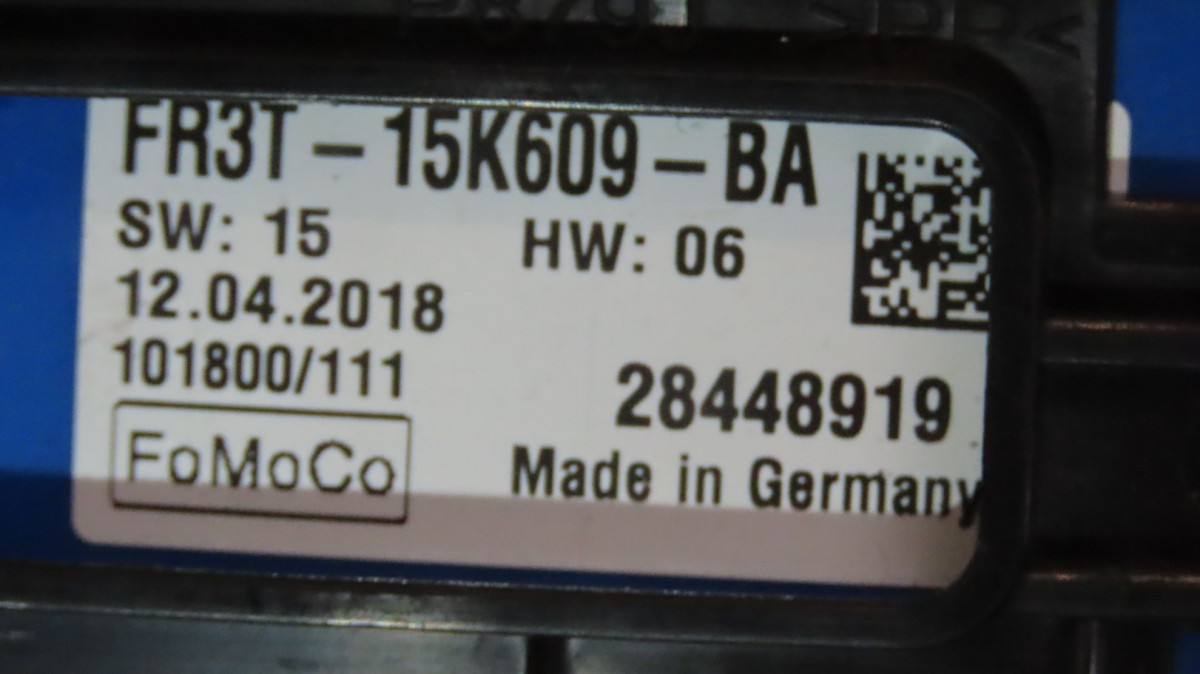 FR3T-15K609-BA
SW: 15 HW: 06
12.04.2018
101800/111
28448919
FoMoCo
Made in Germany